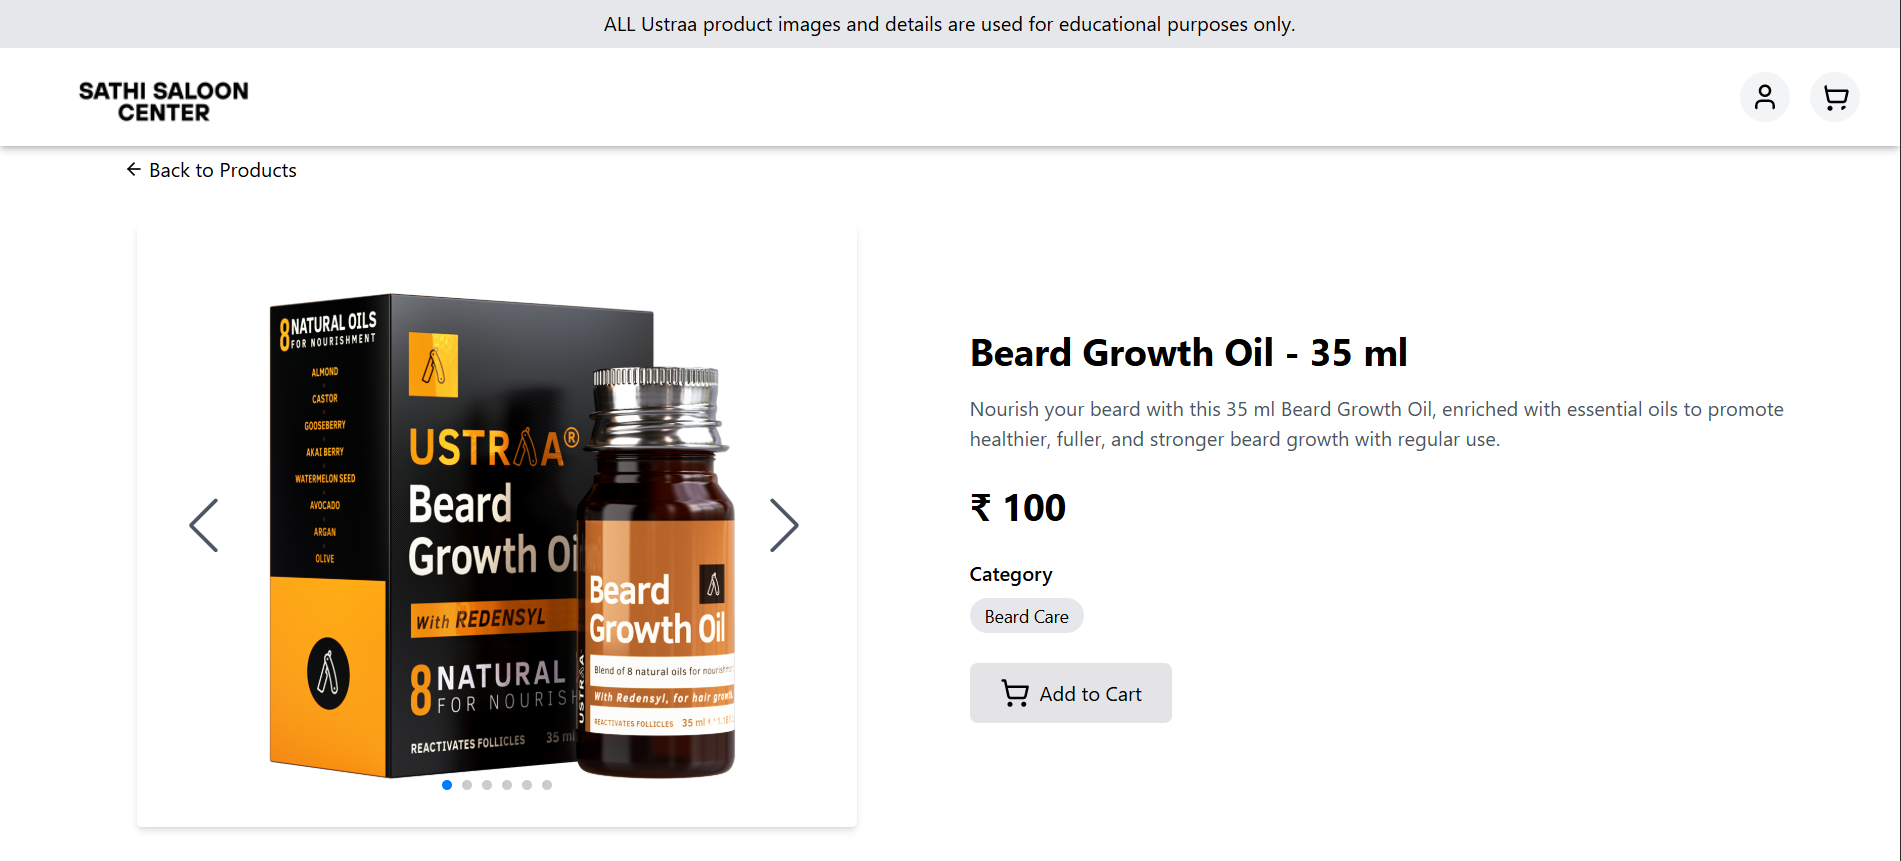 ALL Ustraa product images and details are used for educational purposes only.
SATHI SALOON
CENTER
Back to Products
8 NATURAL OILS
FOR NOURISHMENT
ALMOND
CASTOR
GOOSEBERRY
AKAI BERRY
WATERMELON SEED
AVOCADO
ARGAN
OLIVE
USTRAA®
Beard
Growth Oi
With REDENSYL
8 NATURAL
FOR NOURISH
REACTIVATES FOLLICLES 35 ml
Beard
Growth Oil
USTRAA
Blend of 8 natural oils for nourishmen
With Redensyl, for hair growth
REACTIVATES FOLLICLES 35 ml
Beard Growth Oil - 35 ml
Nourish your beard with this 35 ml Beard Growth Oil, enriched with essential oils to promote
healthier, fuller, and stronger beard growth with regular use.
₹ 100
Category
Beard Care
Add to Cart